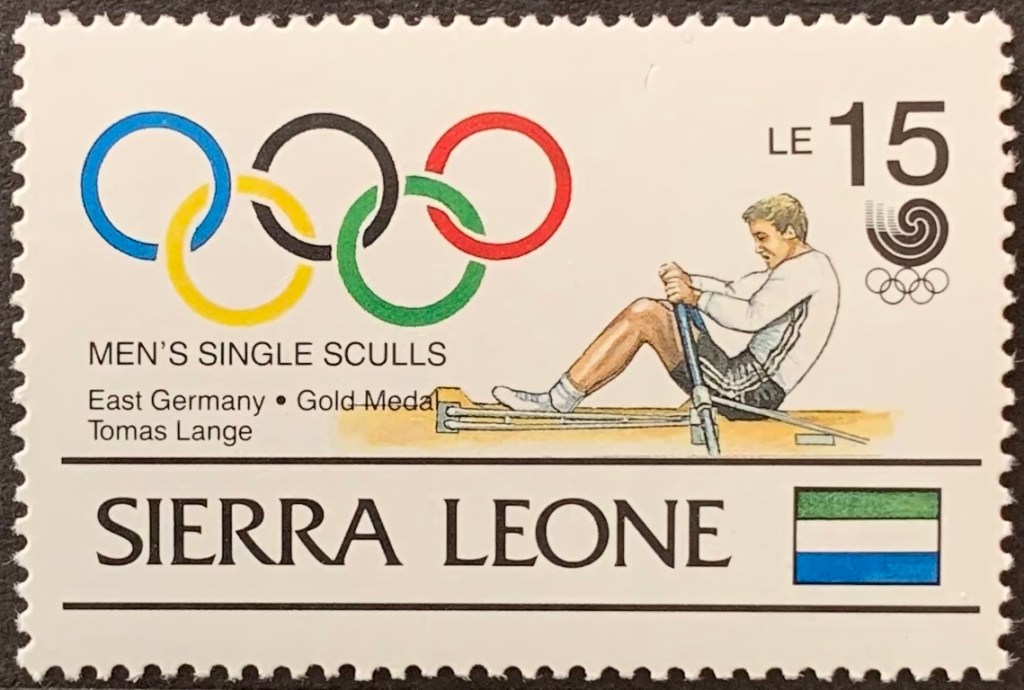 LE 15
MEN'S SINGLE SCULLS
East Germany • Gold Medal
Tomas Lange
SIERRA LEONE